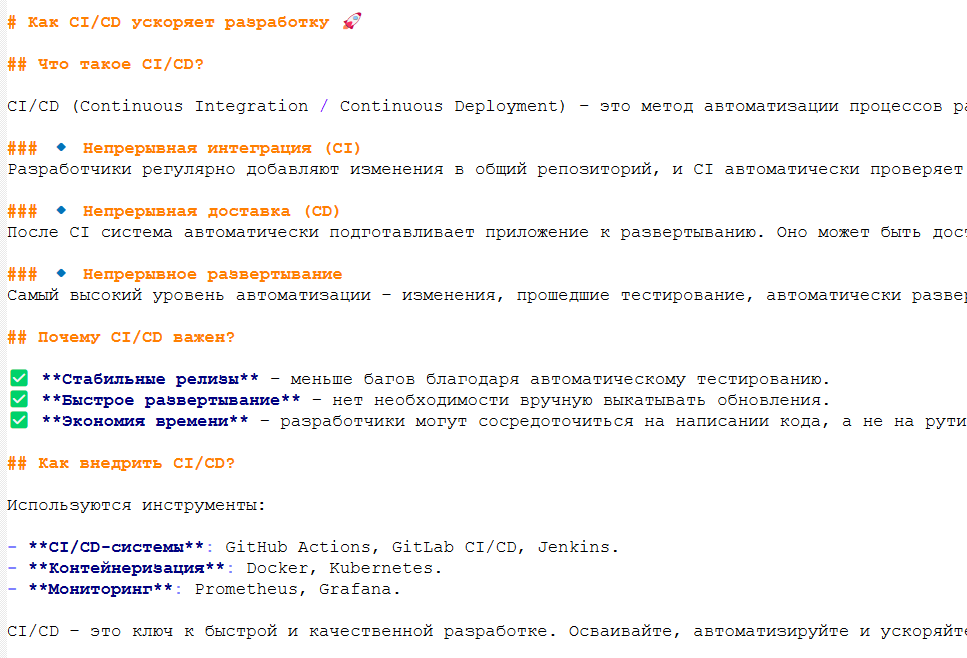 # Как CI/CD ускоряет разработку 🚀
## Что такое CI/CD?
CI/CD (Continuous Integration / Continuous Deployment) – это метод автоматизации процессов
### 🔹 Непрерывная интеграция (CI)
Разработчики регулярно добавляют изменения в общий репозиторий, и CI автоматически проверяет
### 🔹 Непрерывная доставка (CD)
После CI система автоматически подготавливает приложение к развертыванию. Оно может быть
### 🔹 Непрерывное развертывание
Самый высокий уровень автоматизации – изменения, прошедшие тестирование, автоматически
## Почему CI/CD важен?
✅ **Стабильные релизы** – меньше багов благодаря автоматическому тестированию.
✅ **Быстрое развертывание** – нет необходимости вручную выкатывать обновления.
✅ **Экономия времени** – разработчики могут сосредоточиться на написании кода, а не на
## Как внедрить CI/CD?
Используются инструменты:
- **CI/CD-системы**: GitHub Actions, GitLab CI/CD, Jenkins.
- **Контейнеризация**: Docker, Kubernetes.
- **Мониторинг**: Prometheus, Grafana.
CI/CD – это ключ к быстрой и качественной разработке. Осваивайте, автоматизируйте и